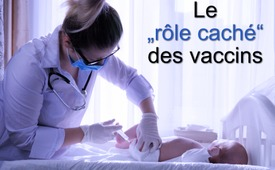 Le
„rôle caché“
des vaccins